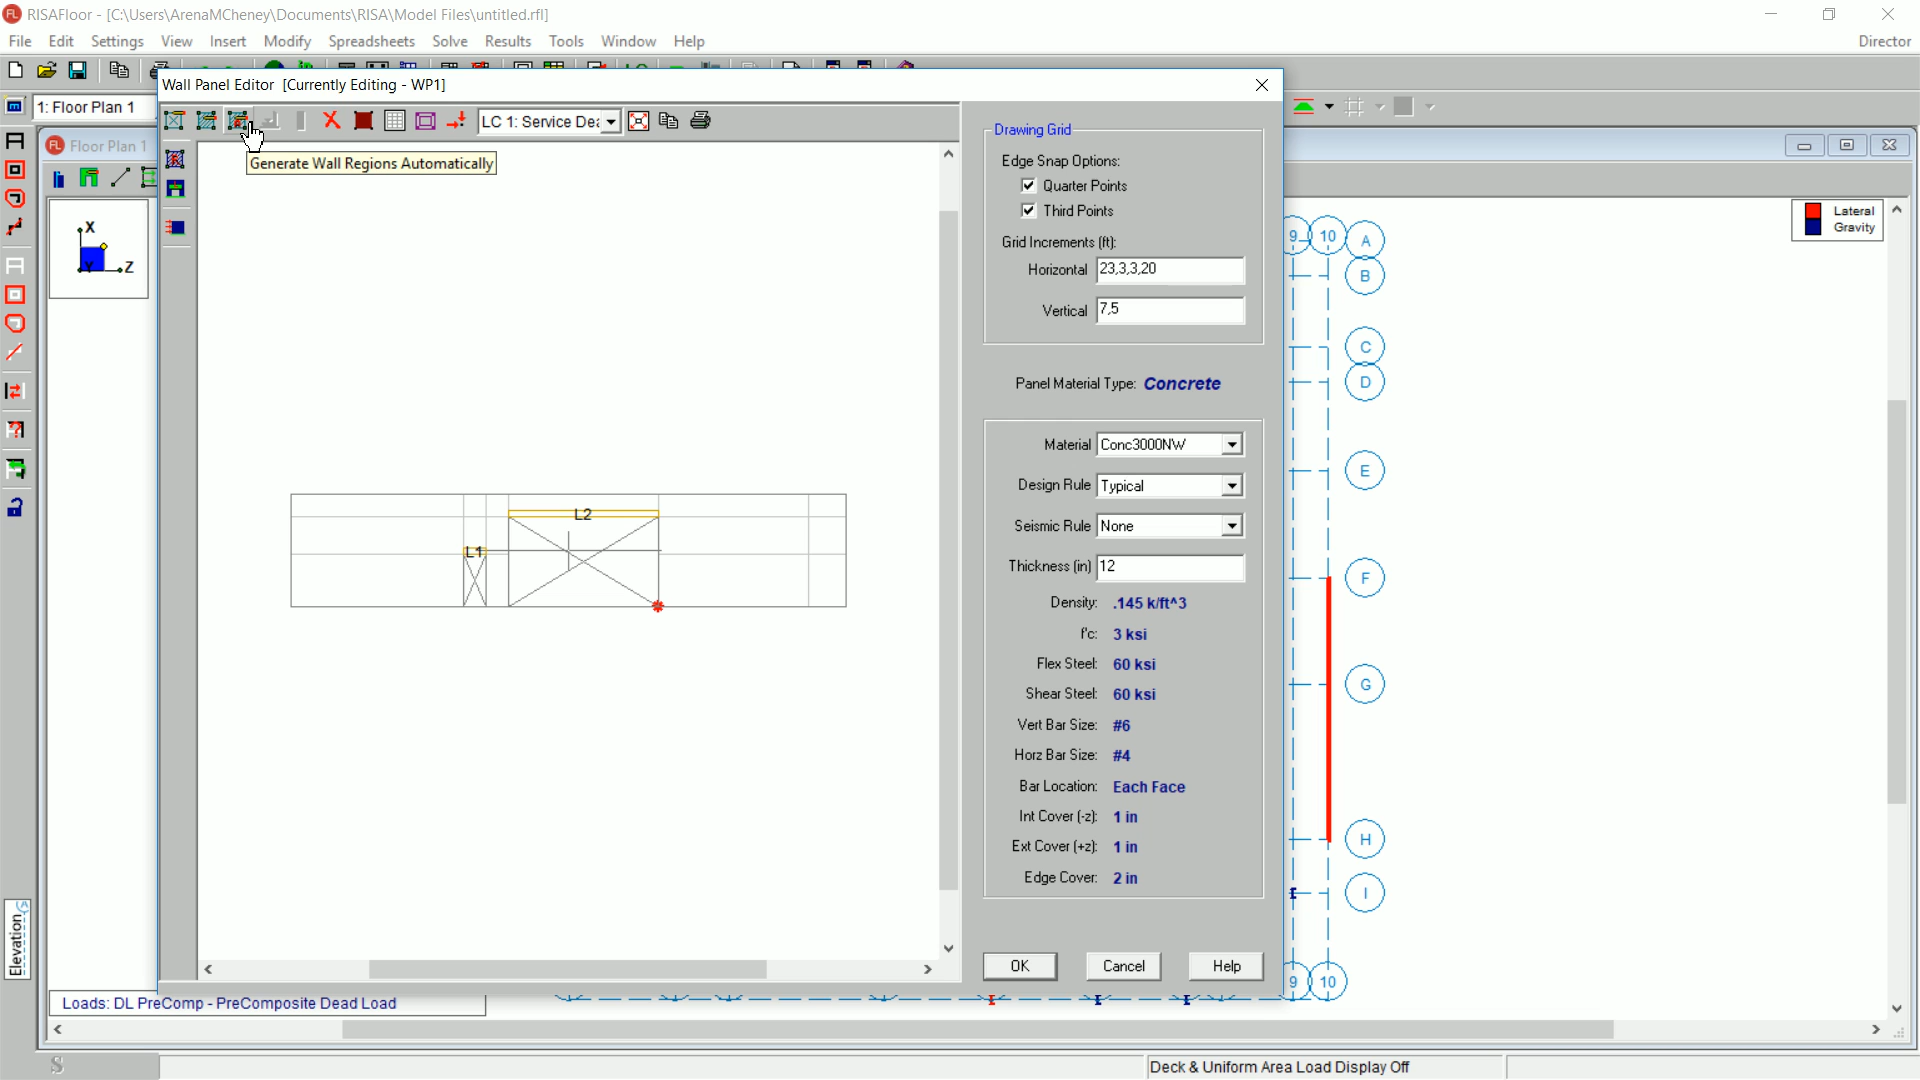 RISAFloor - [C:\Users\ArenaMCheney\Documents\RISA\Model Files\untitled.rfl]
File Edit Settings View Insert Modify Spreadsheets Solve Results Tools Window Help Director
Wall Panel Editor [Currently Editing - WP1]
1: Floor Plan 1
LC 1: Service De
Generate Wall Regions Automatically
Floor Plan 1
X
Y
Z
L1
L2
Drawing Grid
Edge Snap Options:
Quarter Points
Third Points
Grid Increments (ft):
Horizontal 23,3,3,20
Vertical 7,5
Panel Material Type: Concrete
Material Conc3000NW
Design Rule Typical
Seismic Rule None
Thickness (in) 12
Density: .145 k/ft^3
f'c: 3 ksi
Flex Steel: 60 ksi
Shear Steel: 60 ksi
Vert Bar Size: #6
Horz Bar Size: #4
Bar Location: Each Face
Int Cover (-z): 1 in
Ext Cover (+z): 1 in
Edge Cover: 2 in
OK Cancel Help
Lateral
Gravity
9 10 A
B
C
D
E
F
G
H
I
9 10
Elevation
Loads: DL PreComp - PreComposite Dead Load
S
Deck & Uniform Area Load Display Off